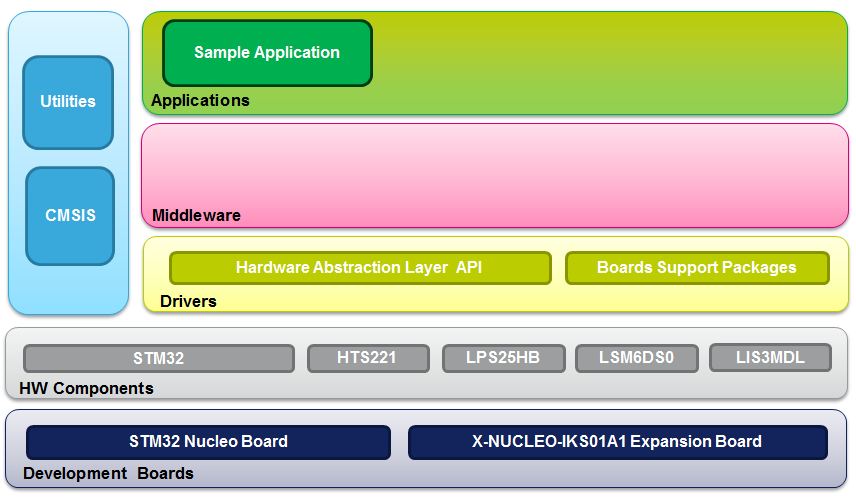 Utilities
CMSIS
Sample Application
Applications
Middleware
Hardware Abstraction Layer API
Boards Support Packages
Drivers
STM32
HTS221
LPS25HB
LSM6DS0
LIS3MDL
HW Components
STM32 Nucleo Board
X-NUCLEO-IKS01A1 Expansion Board
Development Boards